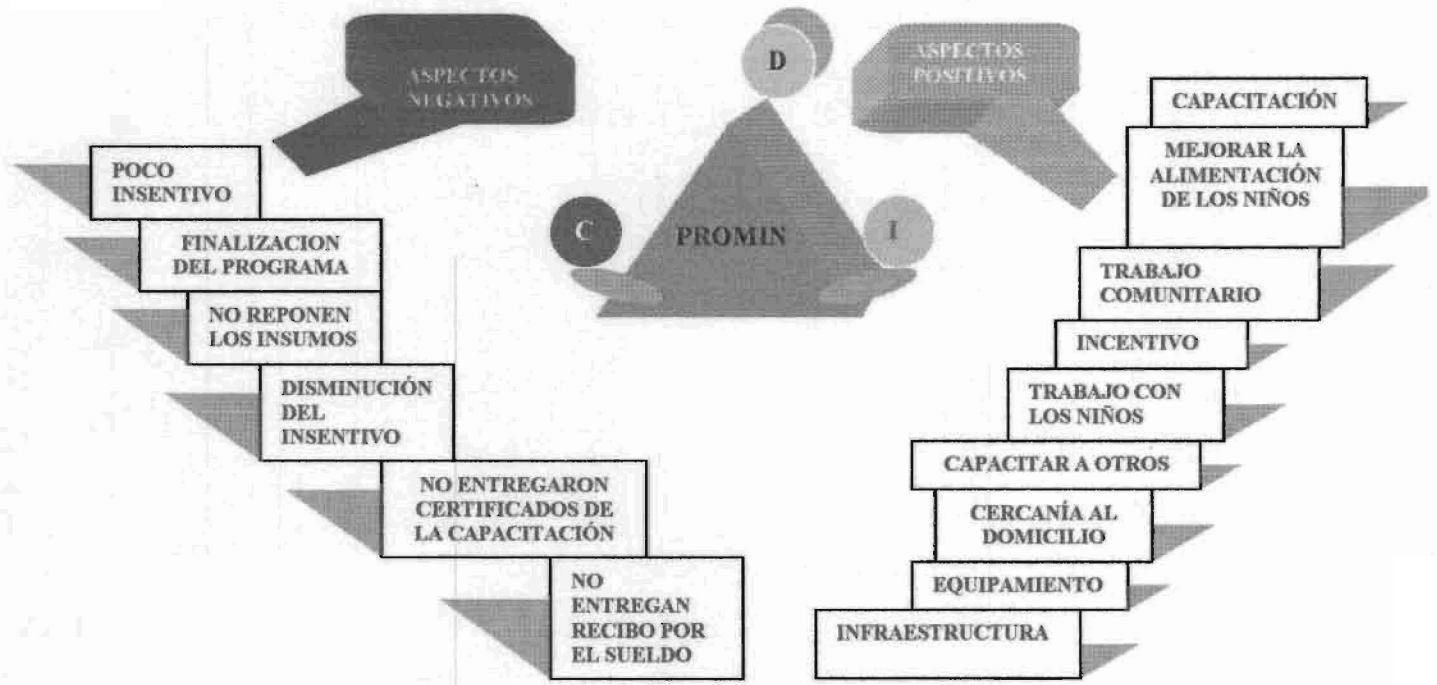 ASPECTOS
NEGATIVOS
D
ASPECTOS
POSITIVOS
C
PROMIN
I
POCO
INSENTIVO
FINALIZACION
DEL PROGRAMA
NO REPONEN
LOS INSUMOS
DISMINUCIÓN
DEL
INSENTIVO
NO ENTREGARON
CERTIFICADOS DE
LA CAPACITACIÓN
NO
ENTREGAN
RECIBO POR
EL SUELDO
CAPACITACIÓN
MEJORAR LA
ALIMENTACIÓN
DE LOS NIÑOS
TRABAJO
COMUNITARIO
INCENTIVO
TRABAJO CON
LOS NIÑOS
CAPACITAR A OTROS
CERCANÍA AL
DOMICILIO
EQUIPAMIENTO
INFRAESTRUCTURA